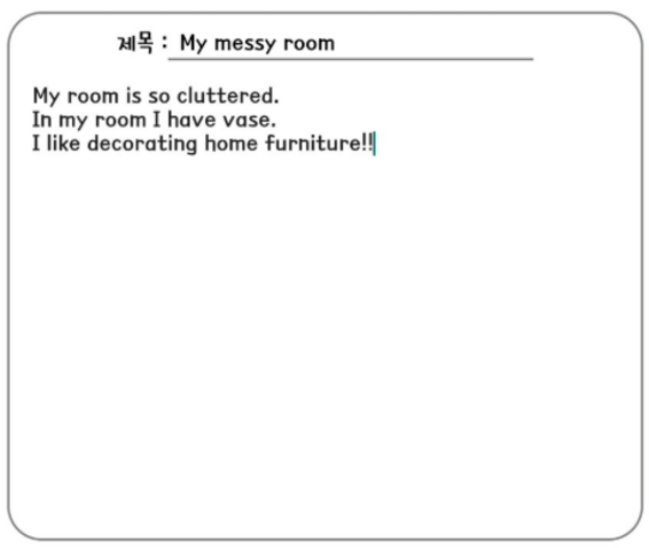 제목 : My messy room
My room is so cluttered.
In my room I have vase.
I like decorating home furniture!!